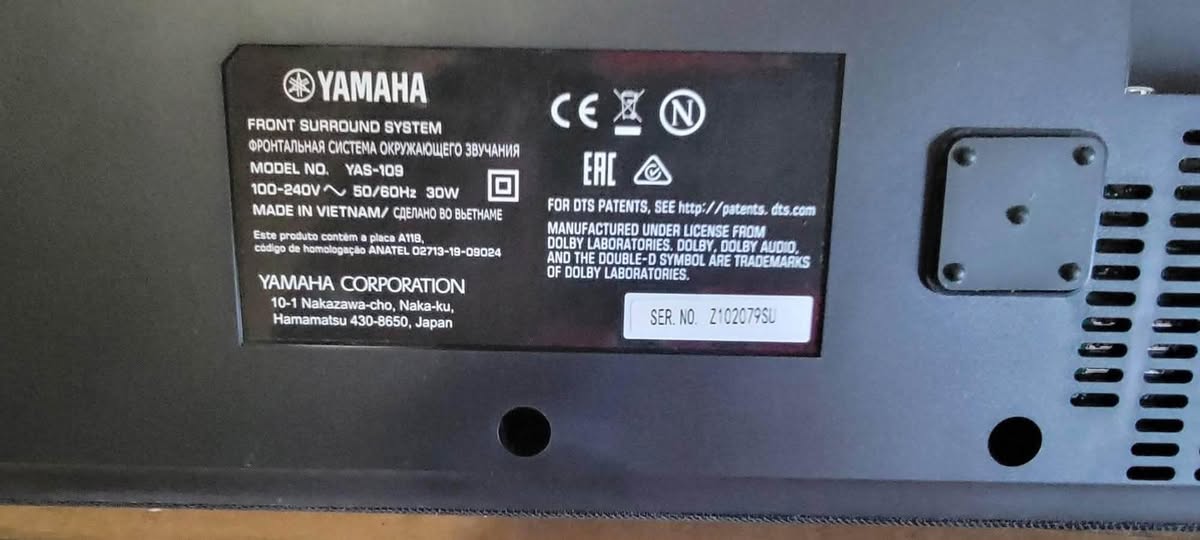 YAMAHA
FRONT SURROUND SYSTEM
ФРОНТАЛЬНАЯ СИСТЕМА ОКРУЖАЮЩЕГО ЗВУЧАНИЯ
MODEL NO. YAS-109
100-240V ~ 50/60Hz 30W
MADE IN VIETNAM/ СДЕЛАНО ВО ВЬЕТНАМЕ
Este produto contém a placa A118,
código de homologação ANATEL 02713-19-09024
YAMAHA CORPORATION
10-1 Nakazawa-cho, Naka-ku,
Hamamatsu 430-8650, Japan
CE
N
EAC
FOR DTS PATENTS, SEE http://patents. dts.com
MANUFACTURED UNDER LICENSE FROM
DOLBY LABORATORIES. DOLBY, DOLBY AUDIO,
AND THE DOUBLE-D SYMBOL ARE TRADEMARKS
OF DOLBY LABORATORIES.
SER. NO. Z102079SU